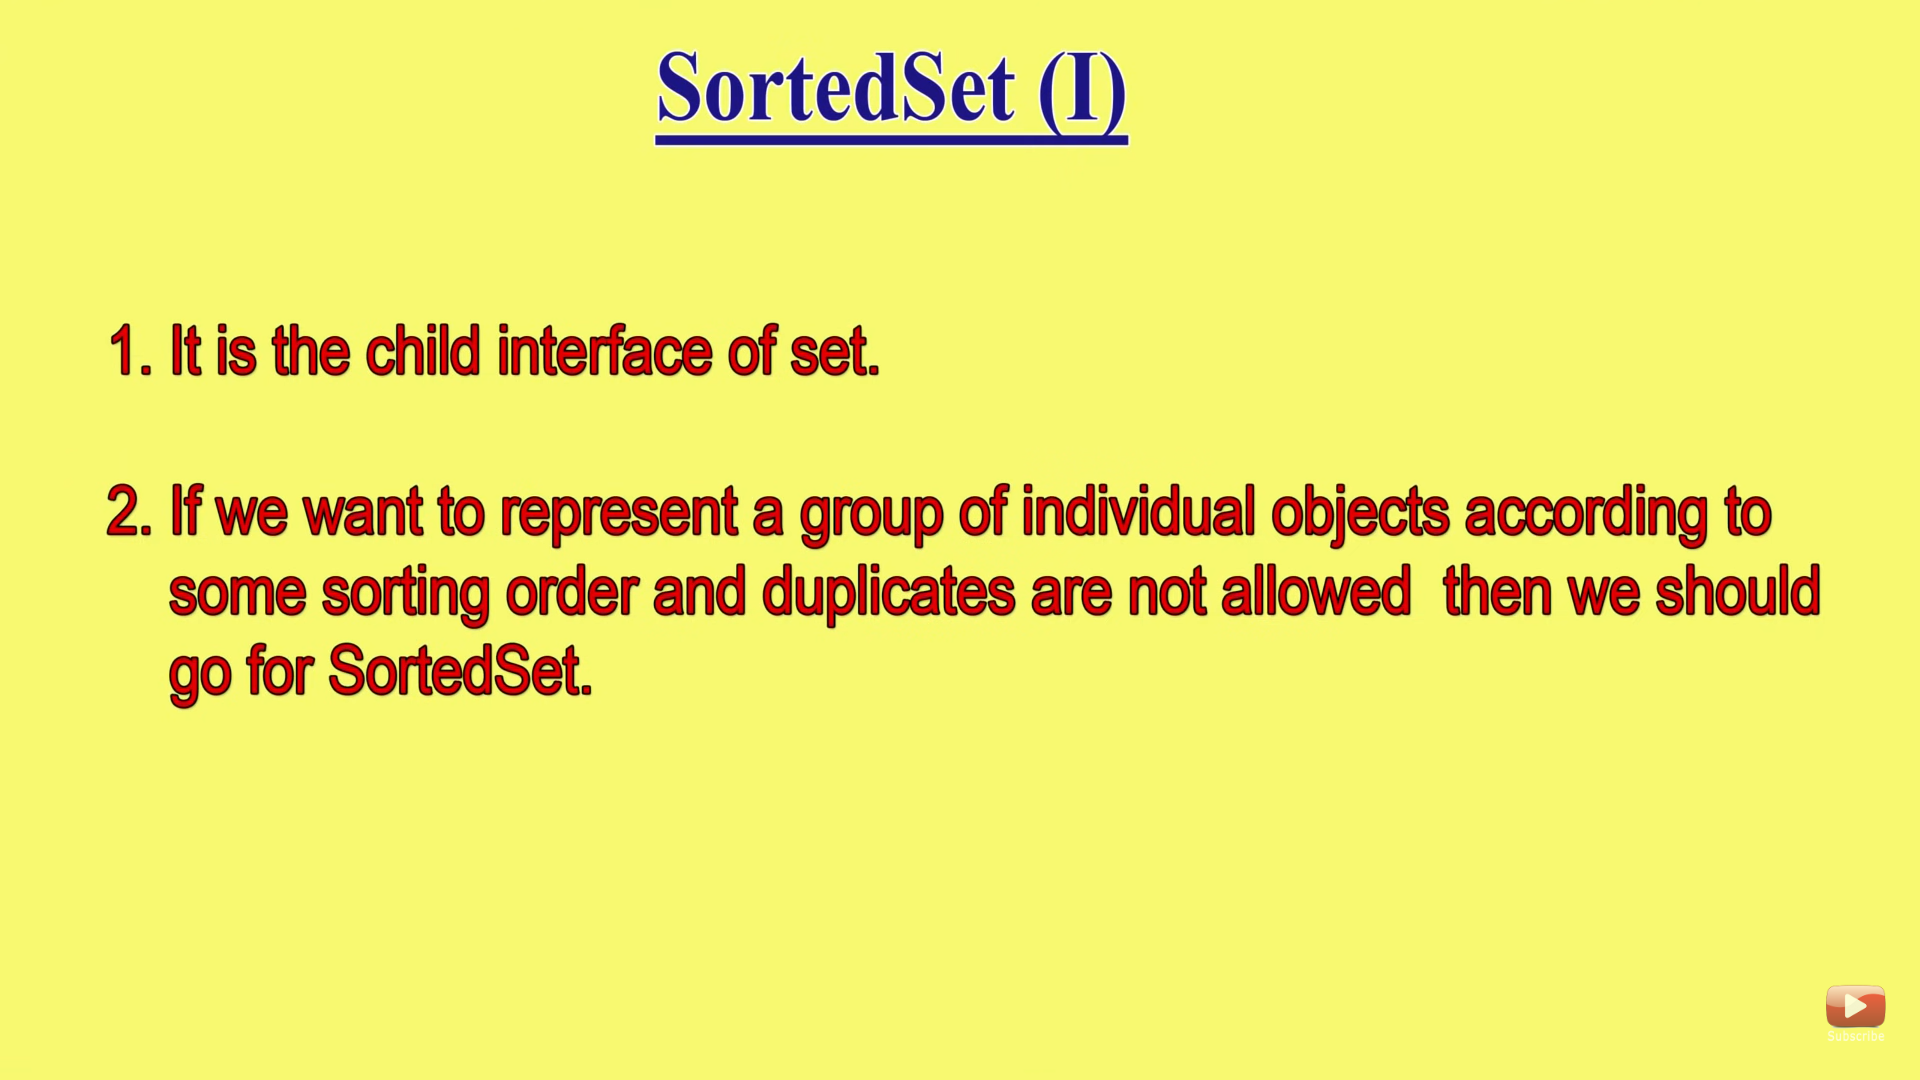 SortedSet (I)
1. It is the child interface of set.
2. If we want to represent a group of individual objects according to
some sorting order and duplicates are not allowed  then we should
go for SortedSet.
Subscribe